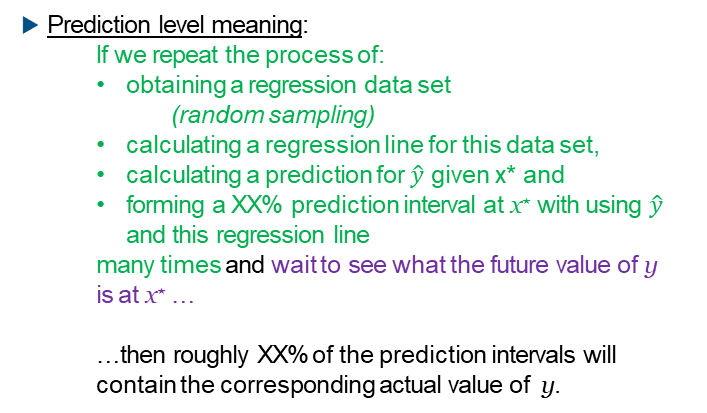 ▶ Prediction level meaning:
If we repeat the process of:
• obtaining a regression data set
(random sampling)
• calculating a regression line for this data set,
• calculating a prediction for ŷ given x* and
• forming a XX% prediction interval at x* with using ŷ
and this regression line
many times and wait to see what the future value of y
is at x* …
…then roughly XX% of the prediction intervals will
contain the corresponding actual value of y.